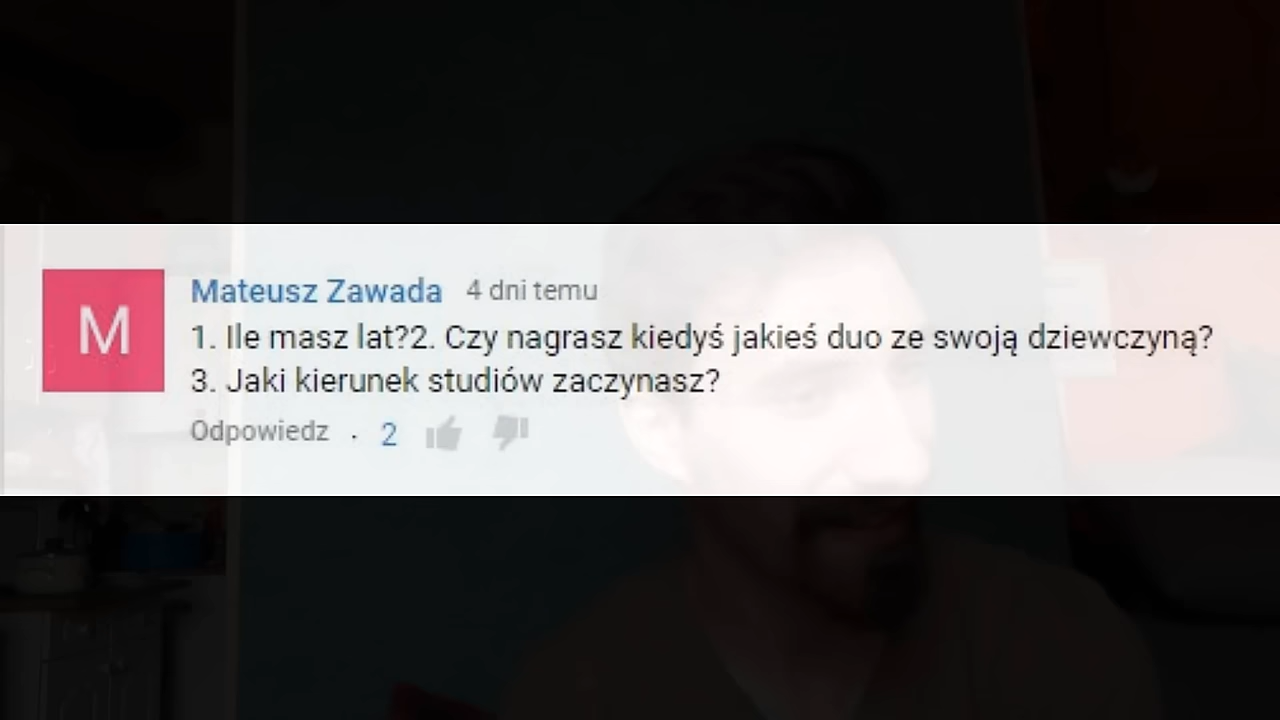 M
Mateusz Zawada 4 dni temu
1. Ile masz lat?2. Czy nagrasz kiedyś jakieś duo ze swoją dziewczyną?
3. Jaki kierunek studiów zaczynasz?
Odpowiedz · 2